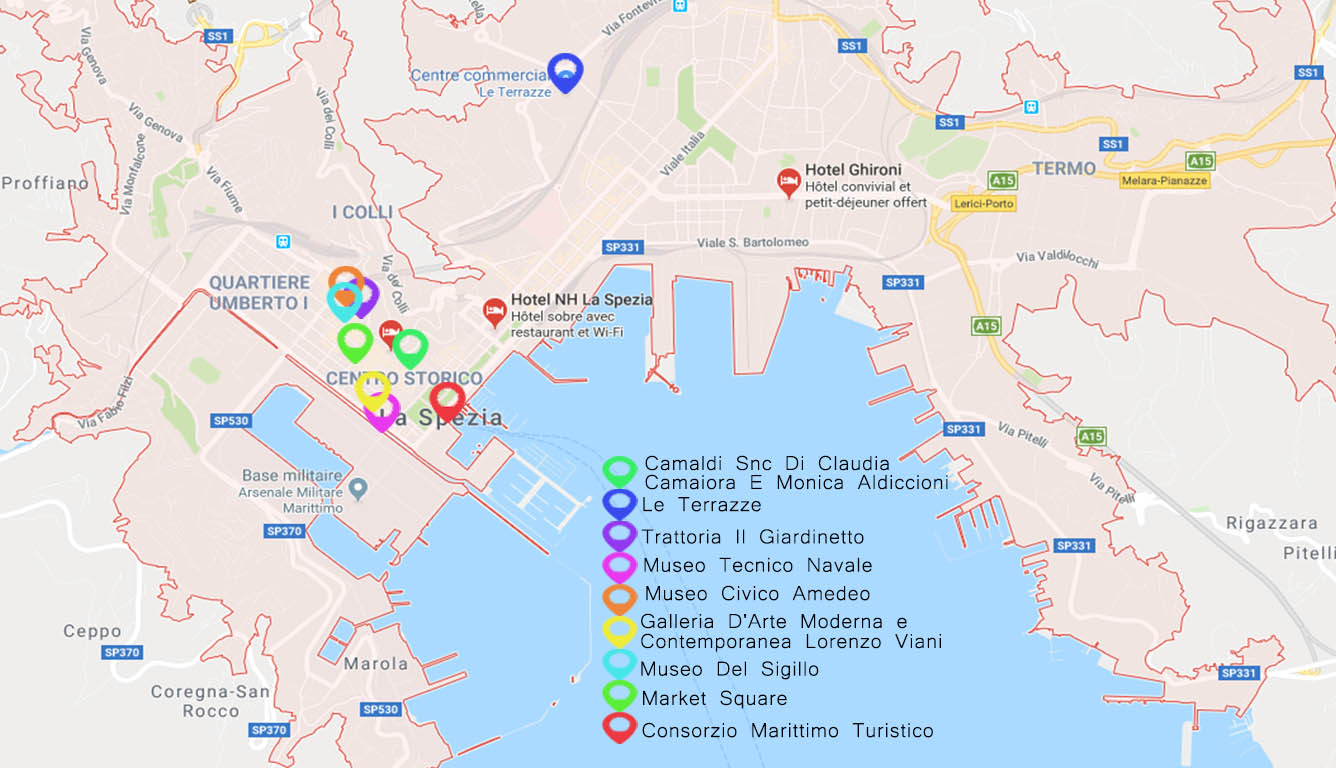 SS1
Via Genova
Via dei Colli
Centre commercial
Le Terrazze
SS1
SS1
Via Genova
Via Monfalcone
Proffiano
Via Fiume
I COLLI
Viale Italia
SS1
SS1
A15
Melara-Pianazze
TERMO
A15
Lerici-Porto
Hotel Ghironi
Hôtel convivial et
petit-déjeuner offert
SP331
Viale S. Bartolomeo
Via Valdilocchi
SP331
QUARTIERE
UMBERTO I
Via dei Colli
Hotel NH La Spezia
Hôtel sobre avec
restaurant et Wi-Fi
A15
CENTRO STORICO
La Spezia
Via Fabio Filzi
SP530
SP331
Via Pitelli
A15
Via Pitelli
Base militaire
Arsenale Militare
Marittimo
SP370
Rigazzara
Pitelli
SP331
Camaldi Snc Di Claudia
Camaiora E Monica Aldiccioni
Le Terrazze
Trattoria Il Giardinetto
Museo Tecnico Navale
Museo Civico Amedeo
Galleria D'Arte Moderna e
Contemporanea Lorenzo Viani
Museo Del Sigillo
Market Square
Consorzio Marittimo Turistico
Ceppo
SP370
Marola
Coregna-San
Rocco
SP530
SP370
SP331